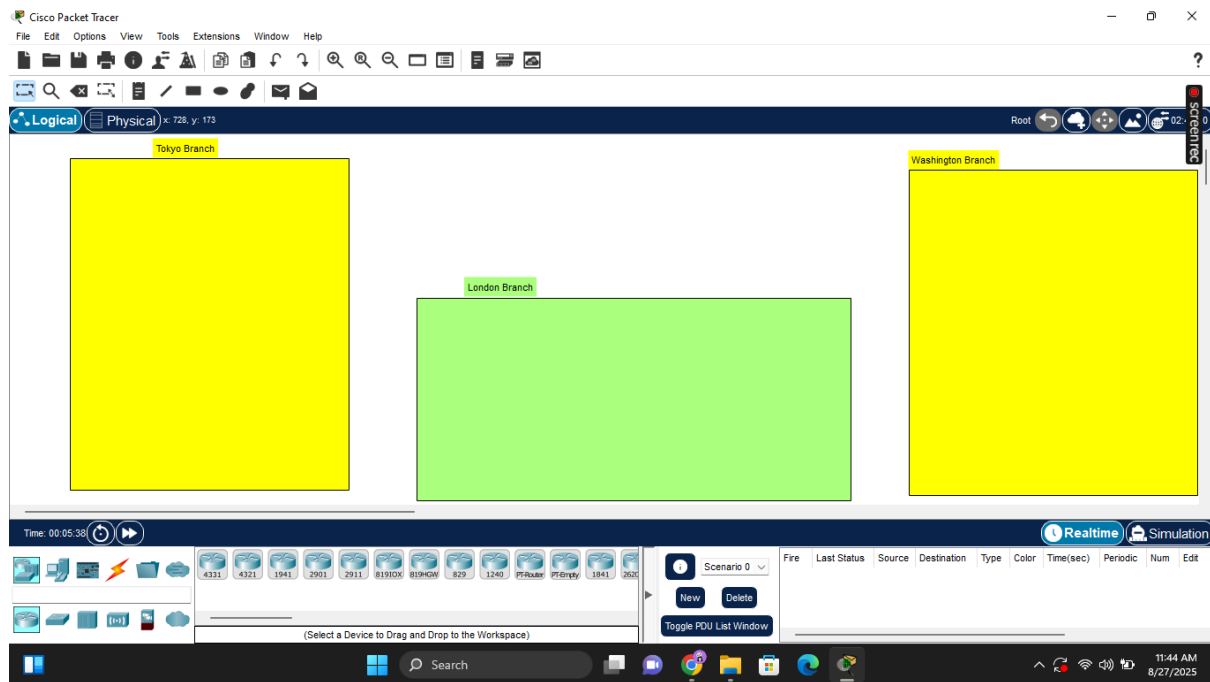 Cisco Packet Tracer
File Edit Options View Tools Extensions Window Help
?
Logical Physical x: 728, y: 173 Root
screenrec
Tokyo Branch
Washington Branch
London Branch
Time: 00:05:38 Realtime Simulation
4331 4321 1941 2901 2911 819IOX 819HGW 829 1240 PT-Router PT-Empty 1841
Scenario 0 Fire Last Status Source Destination Type Color Time(sec) Periodic Num Edit
New Delete
Toggle PDU List Window
(Select a Device to Drag and Drop to the Workspace)
Search
11:44 AM
8/27/2025